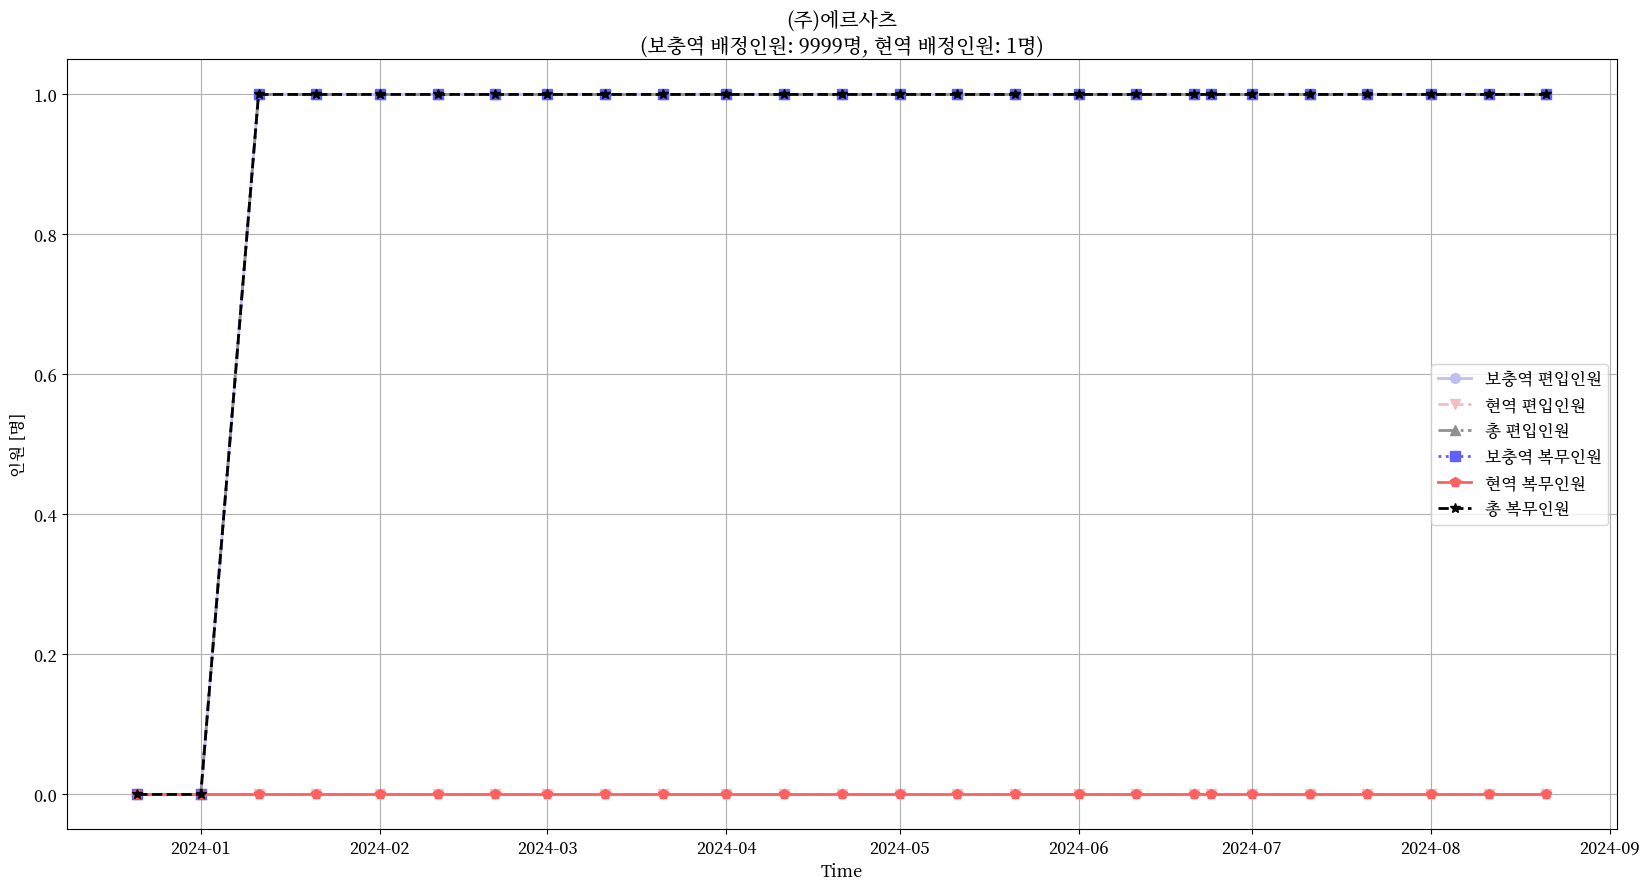 (주)에르사츠
(보충역 배정인원: 9999명, 현역 배정인원: 1명)
인원 [명]
1.0
0.8
0.6
0.4
0.2
0.0
보충역 편입인원
현역 편입인원
총 편입인원
보충역 복무인원
현역 복무인원
총 복무인원
2024-01 2024-02 2024-03 2024-04 2024-05 2024-06 2024-07 2024-08 2024-09
Time